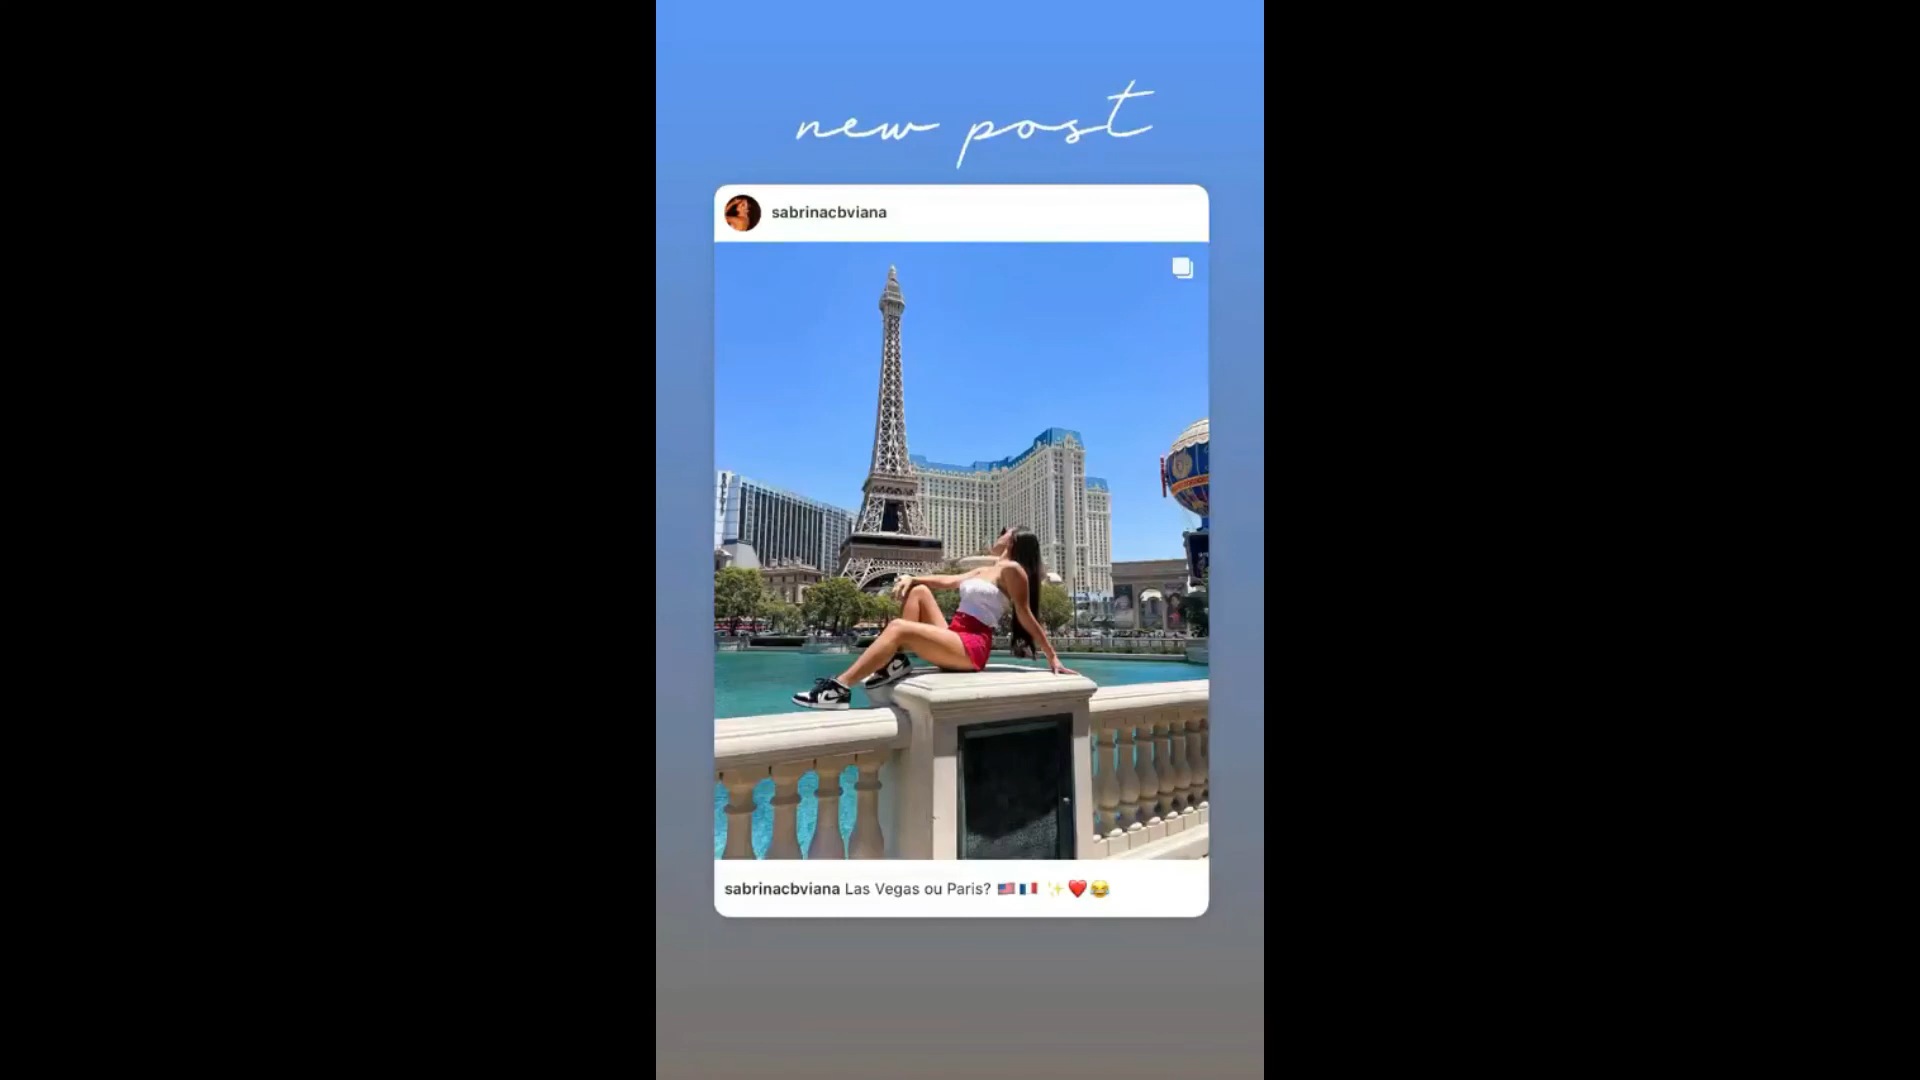 new post
sabrinacbviana
sabrinacbviana Las Vegas ou Paris? 🇺🇸🇫🇷 ✨❤️😂